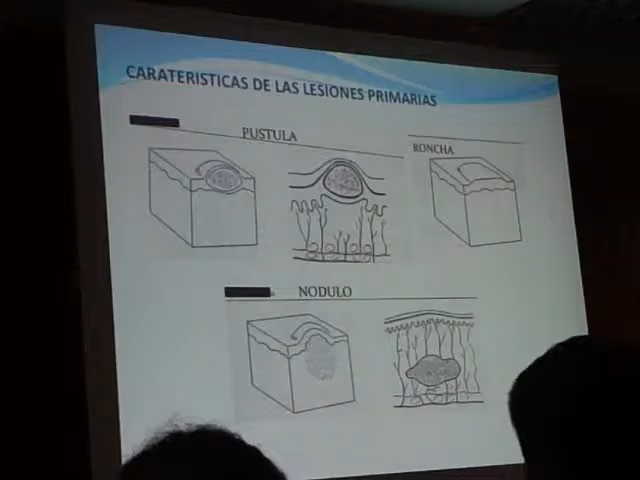 CARATERISTICAS DE LAS LESIONES PRIMARIAS
PUSTULA
RONCHA
NODULO